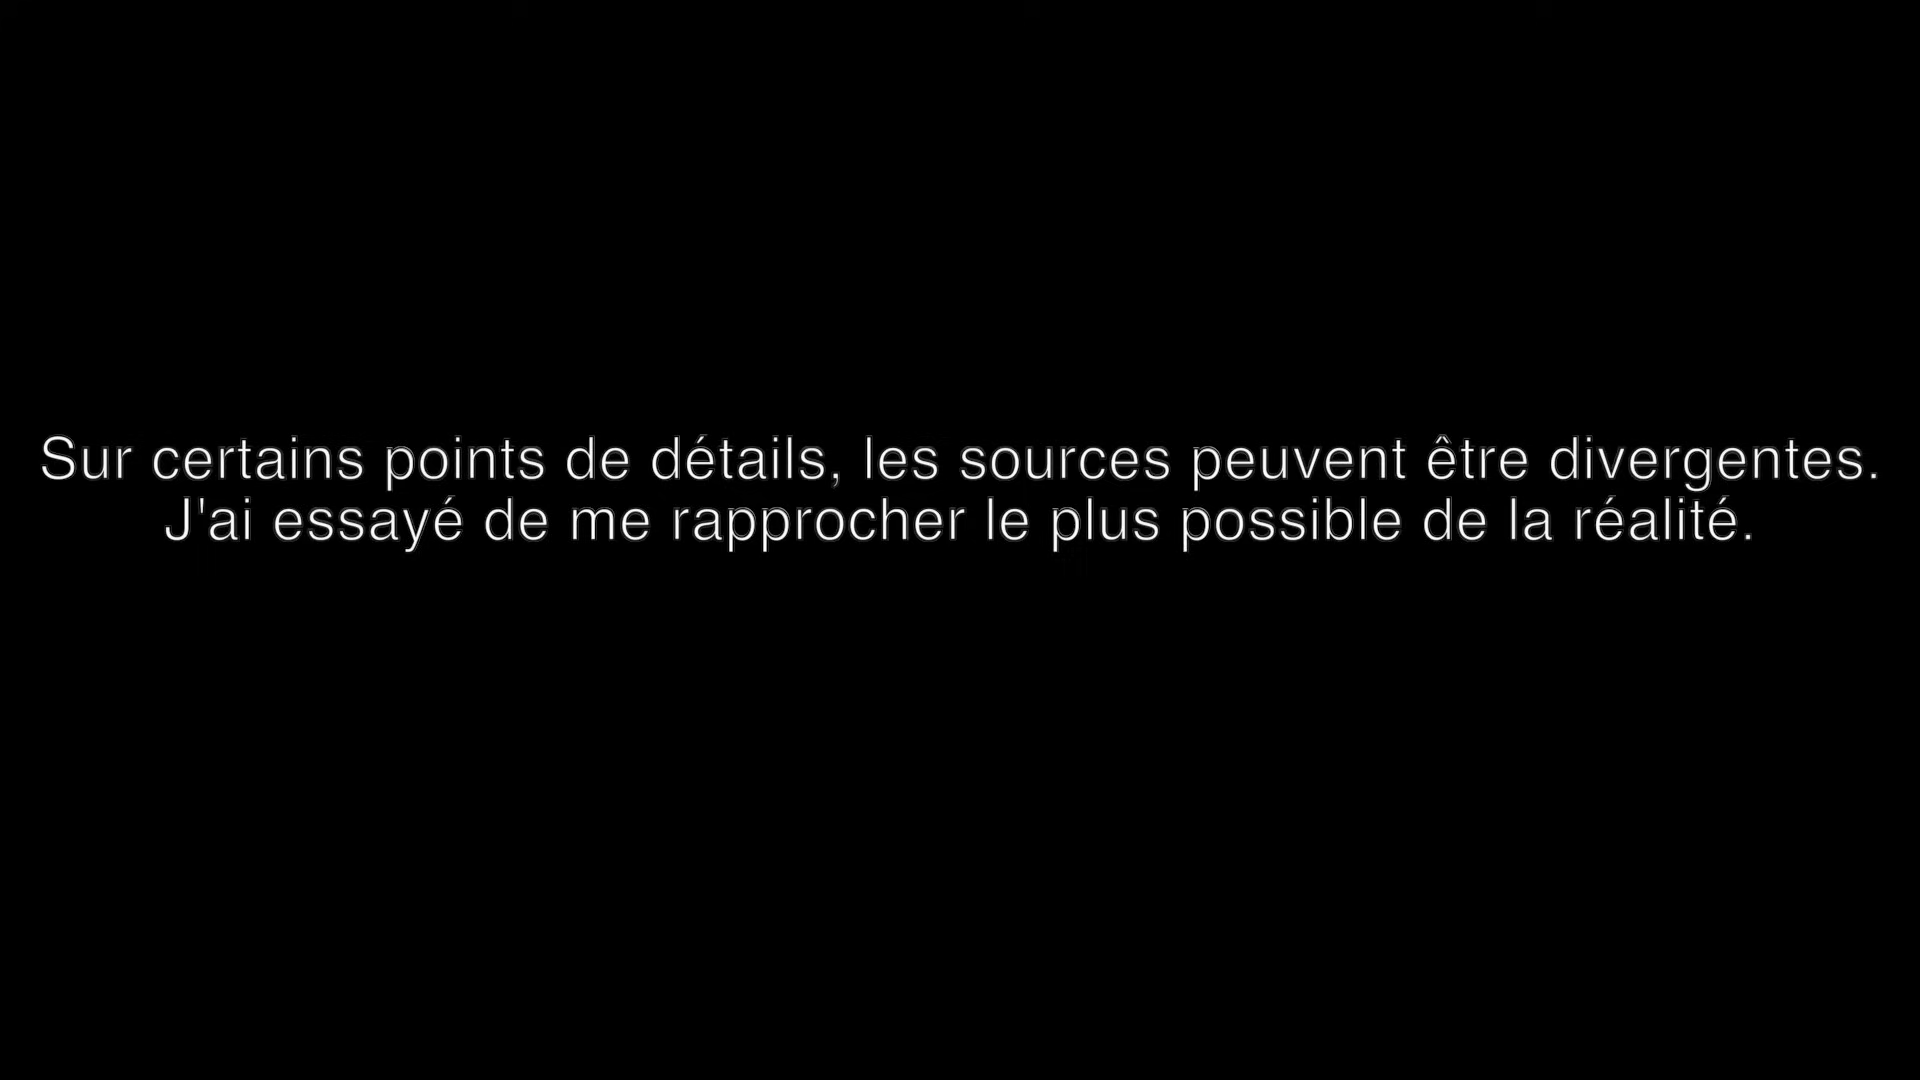 Sur certains points de détails, les sources peuvent être divergentes.
J'ai essayé de me rapprocher le plus possible de la réalité.